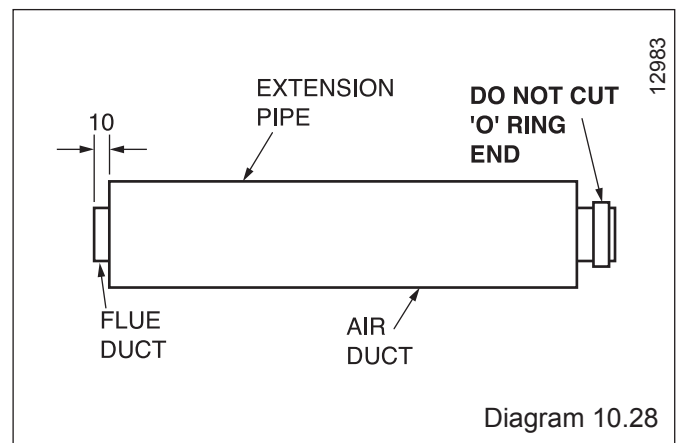 12983
EXTENSION
PIPE
DO NOT CUT
'O' RING
END
10
FLUE
DUCT
AIR
DUCT
Diagram 10.28